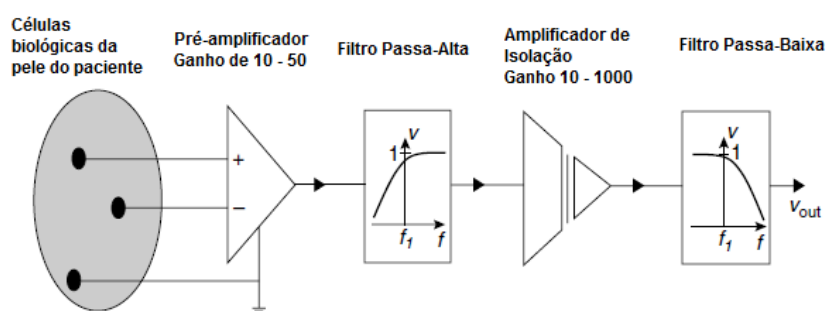 Células
biológicas da
pele do paciente
Pré-amplificador
Ganho de 10 - 50
Filtro Passa-Alta
Amplificador de
Isolação
Ganho 10 - 1000
Filtro Passa-Baixa
+
−
v
1
f1
f
v
1
f1
f
vout